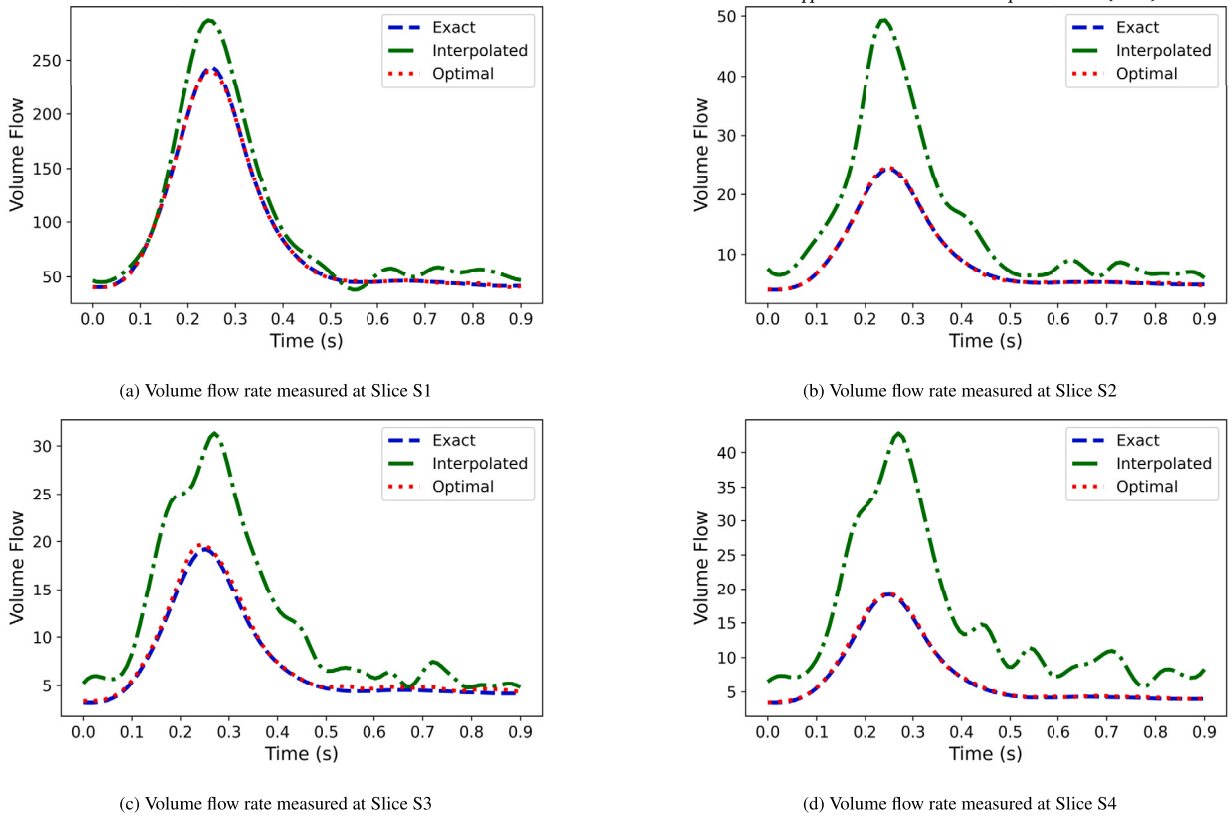 Exact
Interpolated
Optimal
250
200
150
100
50
Volume Flow
0.0 0.1 0.2 0.3 0.4 0.5 0.6 0.7 0.8 0.9
Time (s)
(a) Volume flow rate measured at Slice S1
Exact
Interpolated
Optimal
50
40
30
20
10
Volume Flow
0.0 0.1 0.2 0.3 0.4 0.5 0.6 0.7 0.8 0.9
Time (s)
(b) Volume flow rate measured at Slice S2
Exact
Interpolated
Optimal
30
25
20
15
10
5
Volume Flow
0.0 0.1 0.2 0.3 0.4 0.5 0.6 0.7 0.8 0.9
Time (s)
(c) Volume flow rate measured at Slice S3
Exact
Interpolated
Optimal
40
35
30
25
20
15
10
5
Volume Flow
0.0 0.1 0.2 0.3 0.4 0.5 0.6 0.7 0.8 0.9
Time (s)
(d) Volume flow rate measured at Slice S4